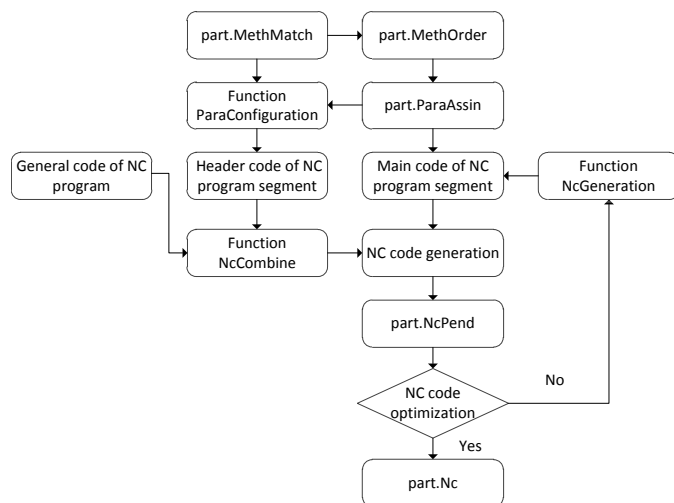 part.MethMatch
part.MethOrder
Function
ParaConfiguration
part.ParaAssin
General code of NC
program
Header code of NC
program segment
Main code of NC
program segment
Function
NcGeneration
Function
NcCombine
NC code generation
part.NcPend
NC code
optimization
No
Yes
part.Nc